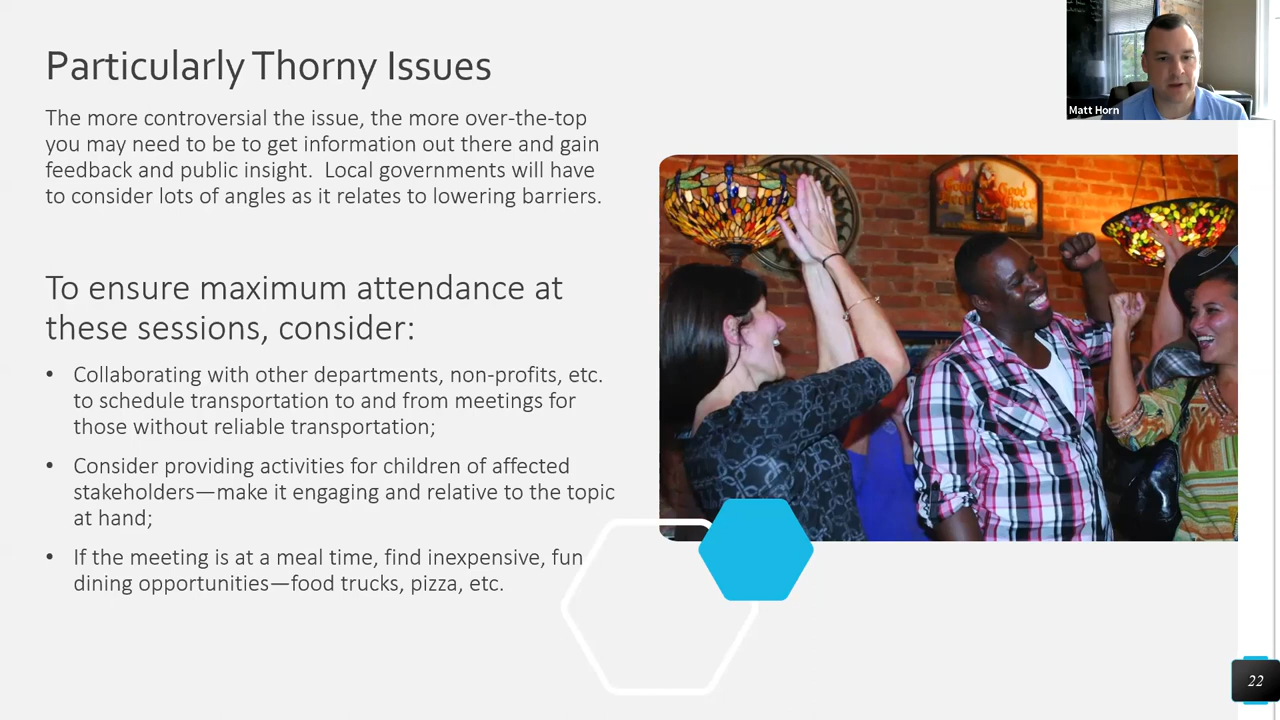 Particularly Thorny Issues
The more controversial the issue, the more over-the-top
you may need to be to get information out there and gain
feedback and public insight.  Local governments will have
to consider lots of angles as it relates to lowering barriers.
To ensure maximum attendance at
these sessions, consider:
• Collaborating with other departments, non-profits, etc.
to schedule transportation to and from meetings for
those without reliable transportation;
• Consider providing activities for children of affected
stakeholders—make it engaging and relative to the topic
at hand;
• If the meeting is at a meal time, find inexpensive, fun
dining opportunities—food trucks, pizza, etc.
Matt Horn
22